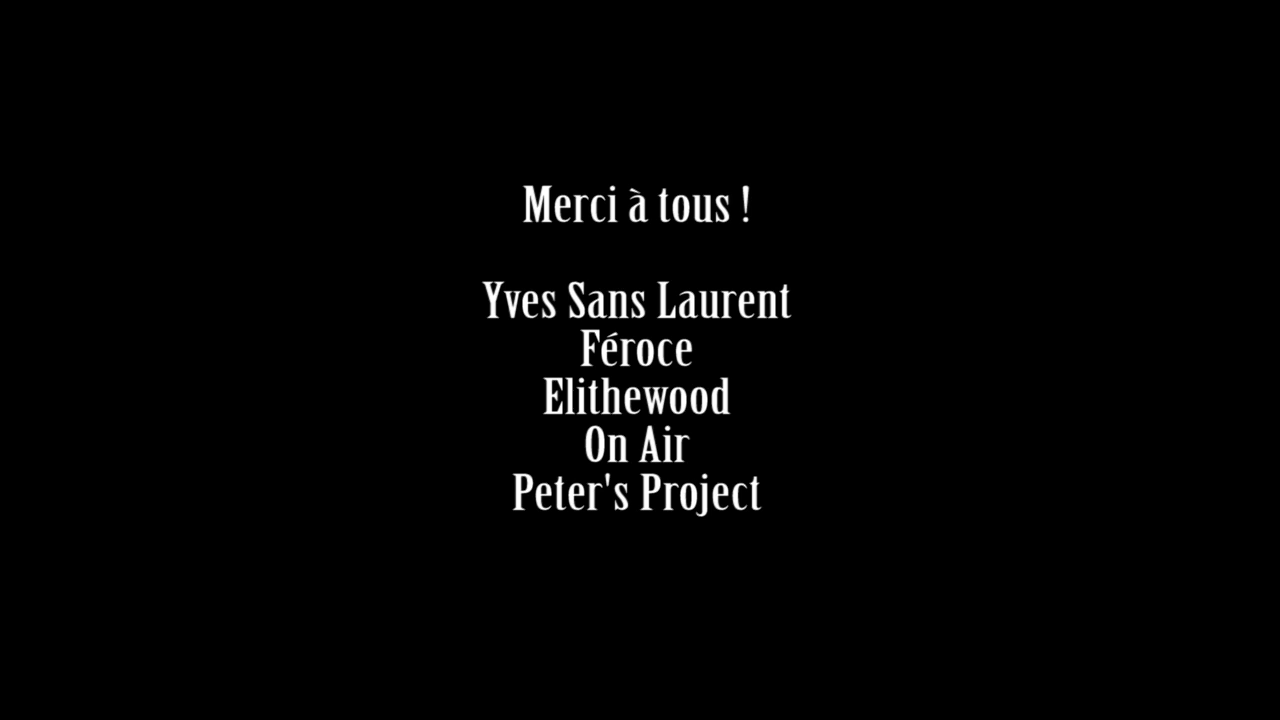 Merci à tous !
Yves Sans Laurent
Féroce
Elithewood
On Air
Peter's Project